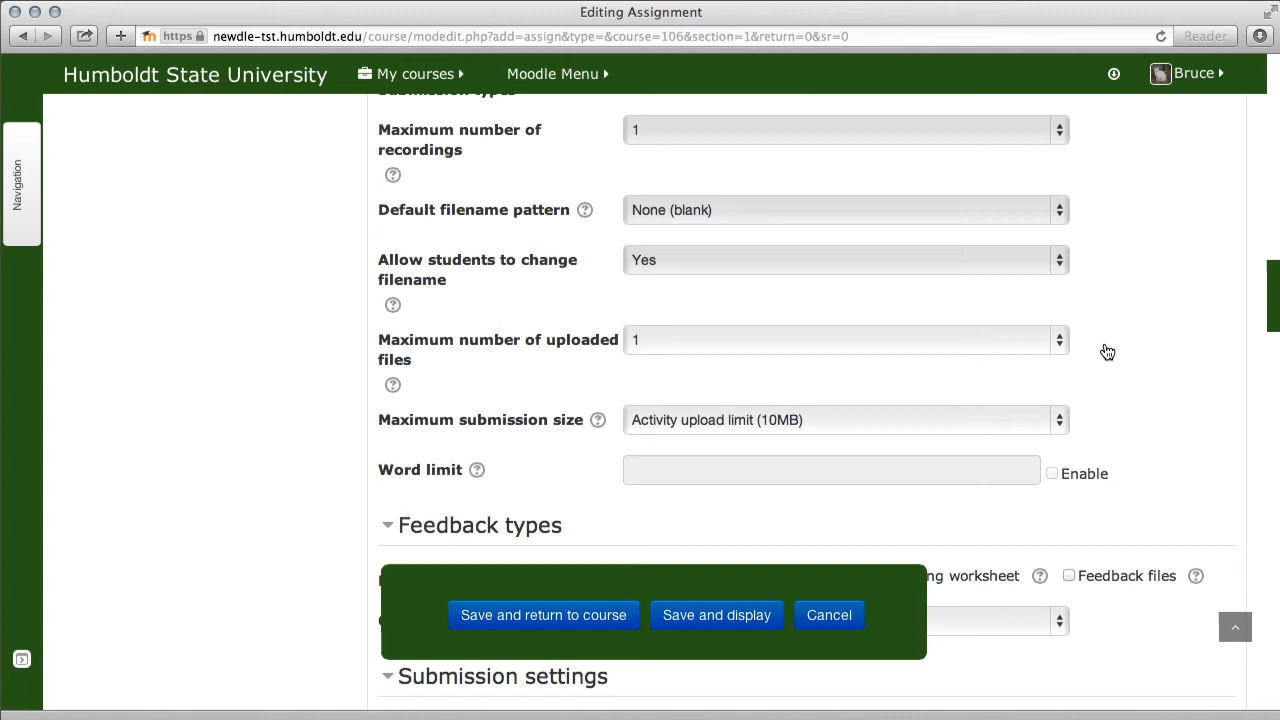 Editing Assignment
https newdle-tst.humboldt.edu/course/modedit.php?add=assign&type=&course=106&section=1&return=0&sr=0 Reader
Humboldt State University My courses Moodle Menu Bruce
Navigation
Submission types
Maximum number of recordings 1
Default filename pattern None (blank)
Allow students to change filename Yes
Maximum number of uploaded files 1
Maximum submission size Activity upload limit (10MB)
Word limit Enable
Feedback types
ng worksheet Feedback files
Save and return to course Save and display Cancel
Submission settings